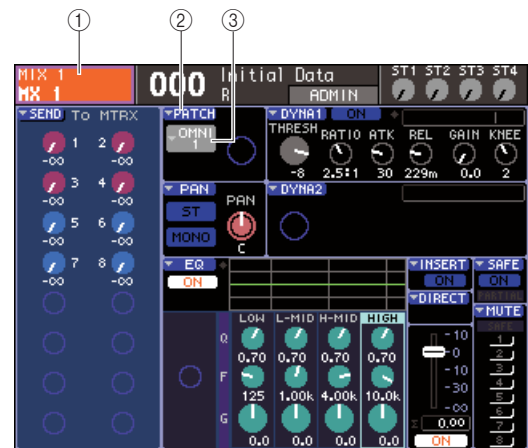 ① ② ③
MIX 1
MX 1
000 Initial Data
R ADMIN
ST1 ST2 ST3 ST4
SEND To MTRX
1 2
-∞ -∞
3 4
-∞ -∞
5 6
-∞ -∞
7 8
-∞ -∞
PATCH
OMNI
1
DYNA1 ON
THRESH RATIO ATK REL GAIN KNEE
-8 2.5:1 30 229m 0.0 2
PAN
ST
MONO
PAN
C
DYNA2
EQ
ON
LOW L-MID H-MID HIGH
Q
0.70 0.70 0.70 0.70
F
125 1.00k 4.00k 10.0k
G
0.0 0.0 0.0 0.0
INSERT
ON
DIRECT
10
0
-10
-30
-∞
Σ 0.00
ON
SAFE
ON
PARTIAL
MUTE
SAFE
1
2
3
4
5
6
7
8